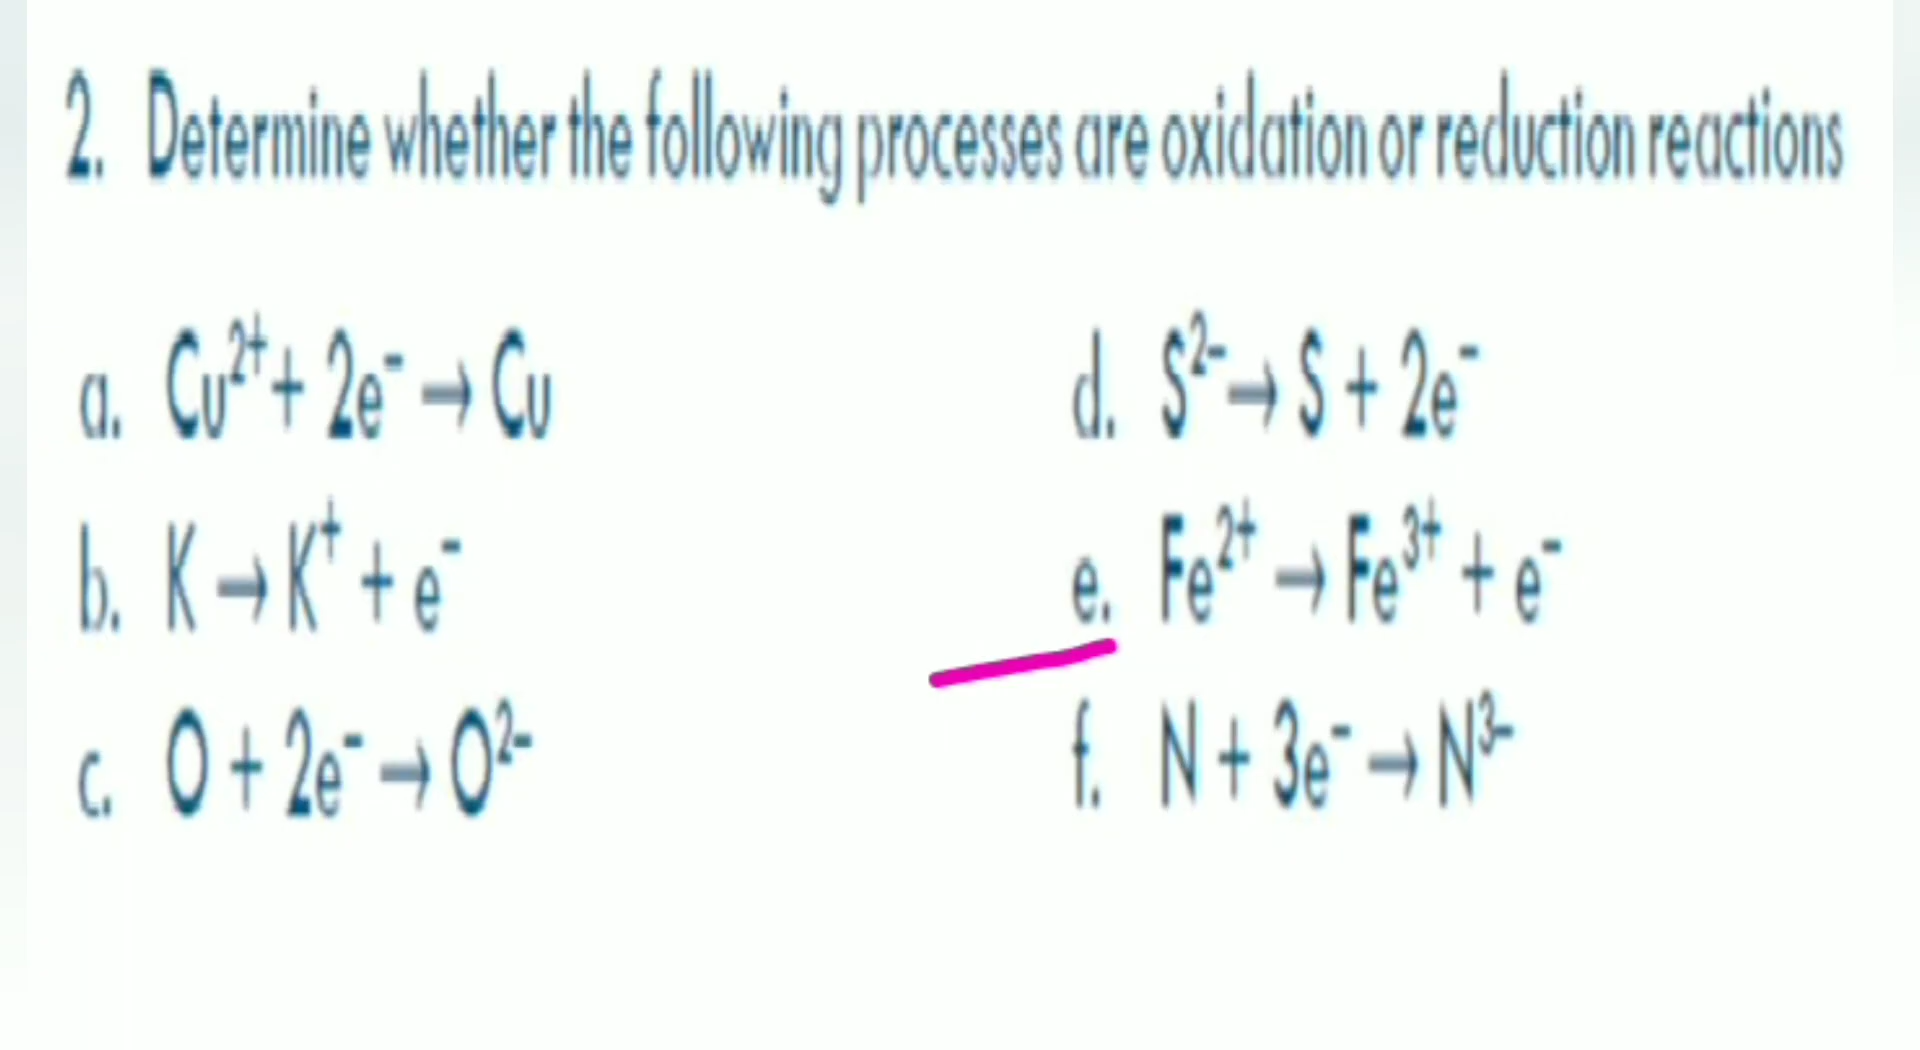 2. Determine whether the following processes are oxidation or reduction reactions
a. Cu²⁺ + 2e⁻ → Cu
b. K → K⁺ + e⁻
c. O + 2e⁻ → O²⁻
d. S²⁻ → S + 2e⁻
e. Fe²⁺ → Fe³⁺ + e⁻
f. N + 3e⁻ → N³⁻